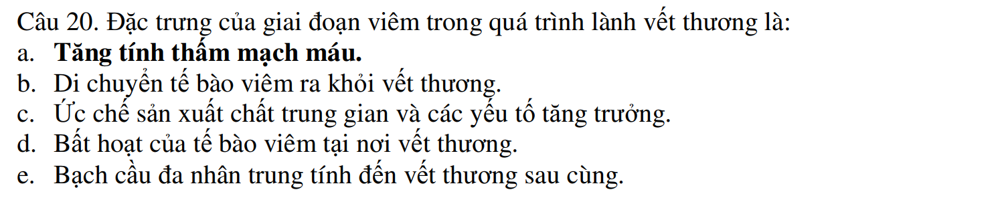 Câu 20. Đặc trưng của giai đoạn viêm trong quá trình lành vết thương là:
a. Tăng tính thấm mạch máu.
b. Di chuyển tế bào viêm ra khỏi vết thương.
c. Ức chế sản xuất chất trung gian và các yếu tố tăng trưởng.
d. Bất hoạt của tế bào viêm tại nơi vết thương.
e. Bạch cầu đa nhân trung tính đến vết thương sau cùng.